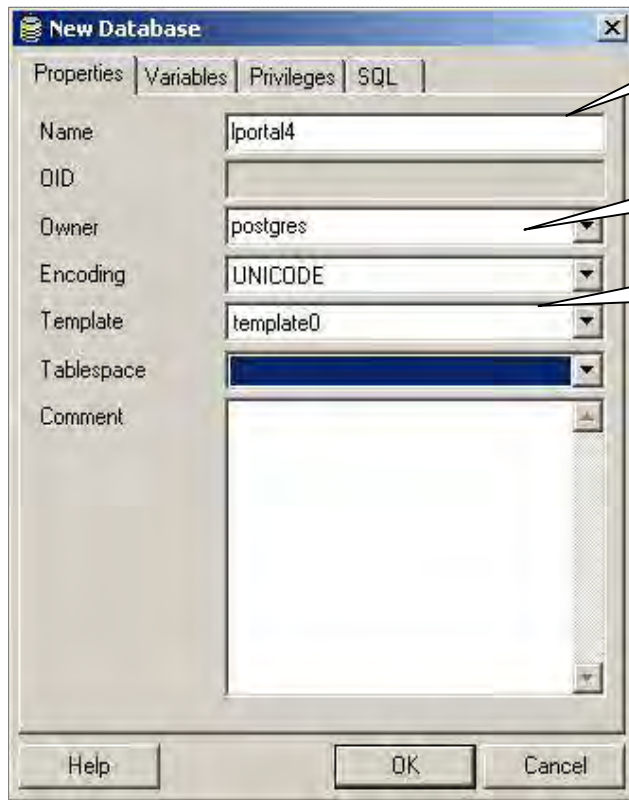 New Database
Properties Variables Privileges SQL
Name lportal4
OID
Owner postgres
Encoding UNICODE
Template template0
Tablespace
Comment
Help OK Cancel